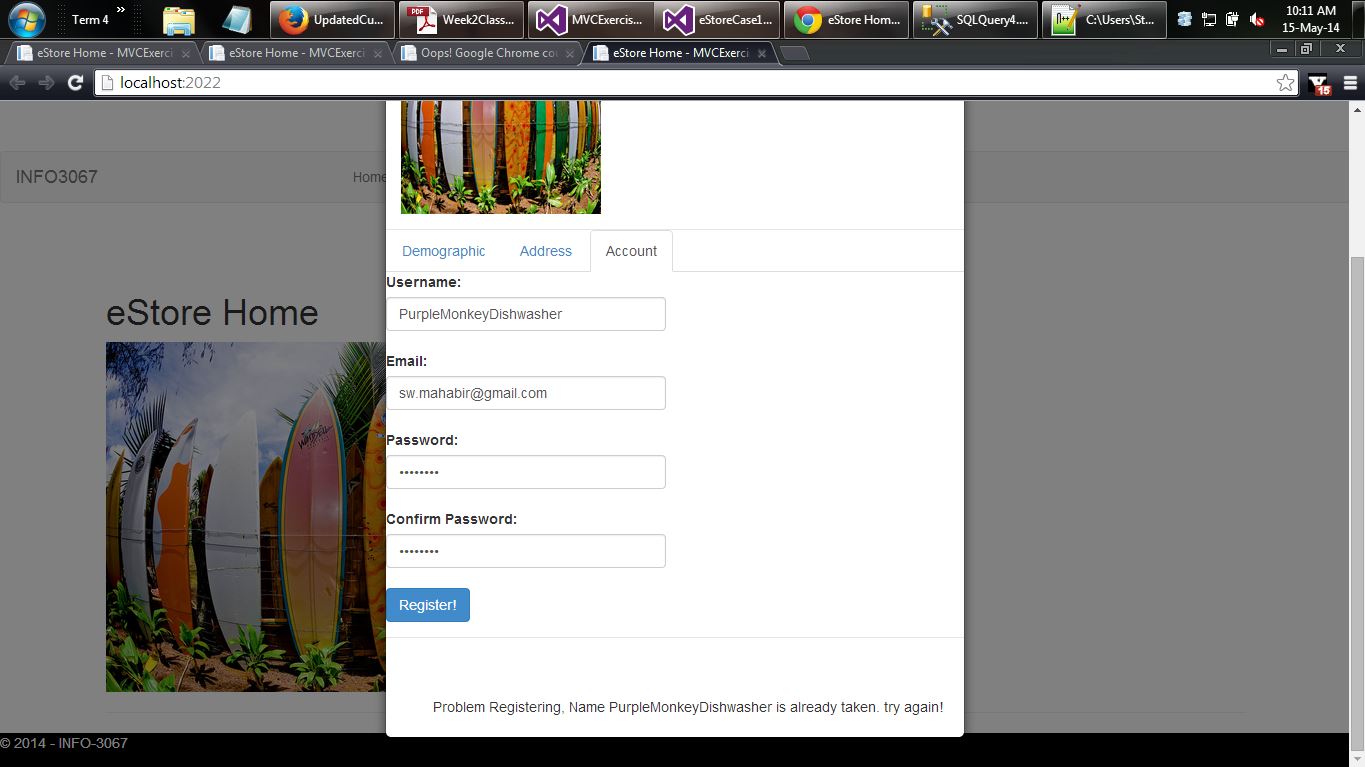 Term 4 » UpdatedCu... Week2Class... MVCExercis... eStoreCase1... eStore Hom... SQLQuery4.... C:\Users\St... 10:11 AM
15-May-14
eStore Home - MVCExerci × eStore Home - MVCExerci × Oops! Google Chrome cou × eStore Home - MVCExerci ×
localhost:2022 15
INFO3067 Home
Demographic Address Account
Username:
PurpleMonkeyDishwasher
eStore Home
Email:
sw.mahabir@gmail.com
Password:
••••••••
Confirm Password:
••••••••
Register!
Problem Registering, Name PurpleMonkeyDishwasher is already taken. try again!
© 2014 - INFO-3067